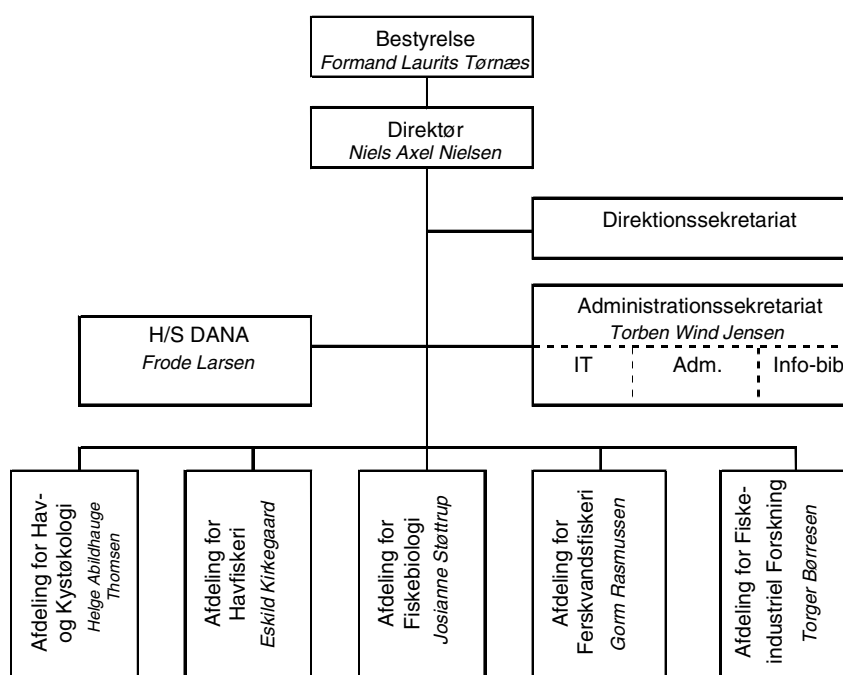 Bestyrelse
Formand Laurits Tørnæs
Direktør
Niels Axel Nielsen
Direktionssekretariat
Administrationssekretariat
Torben Wind Jensen
IT
Adm.
Info-bib
H/S DANA
Frode Larsen
Afdeling for Hav-
og Kystøkologi
Helge Abildhauge
Thomsen
Afdeling for
Havfiskeri
Eskild Kirkegaard
Afdeling for
Fiskebiologi
Josianne Støttrup
Afdeling for
Ferskvandsfiskeri
Gorm Rasmussen
Afdeling for Fiske-
industriel Forskning
Torger Børresen